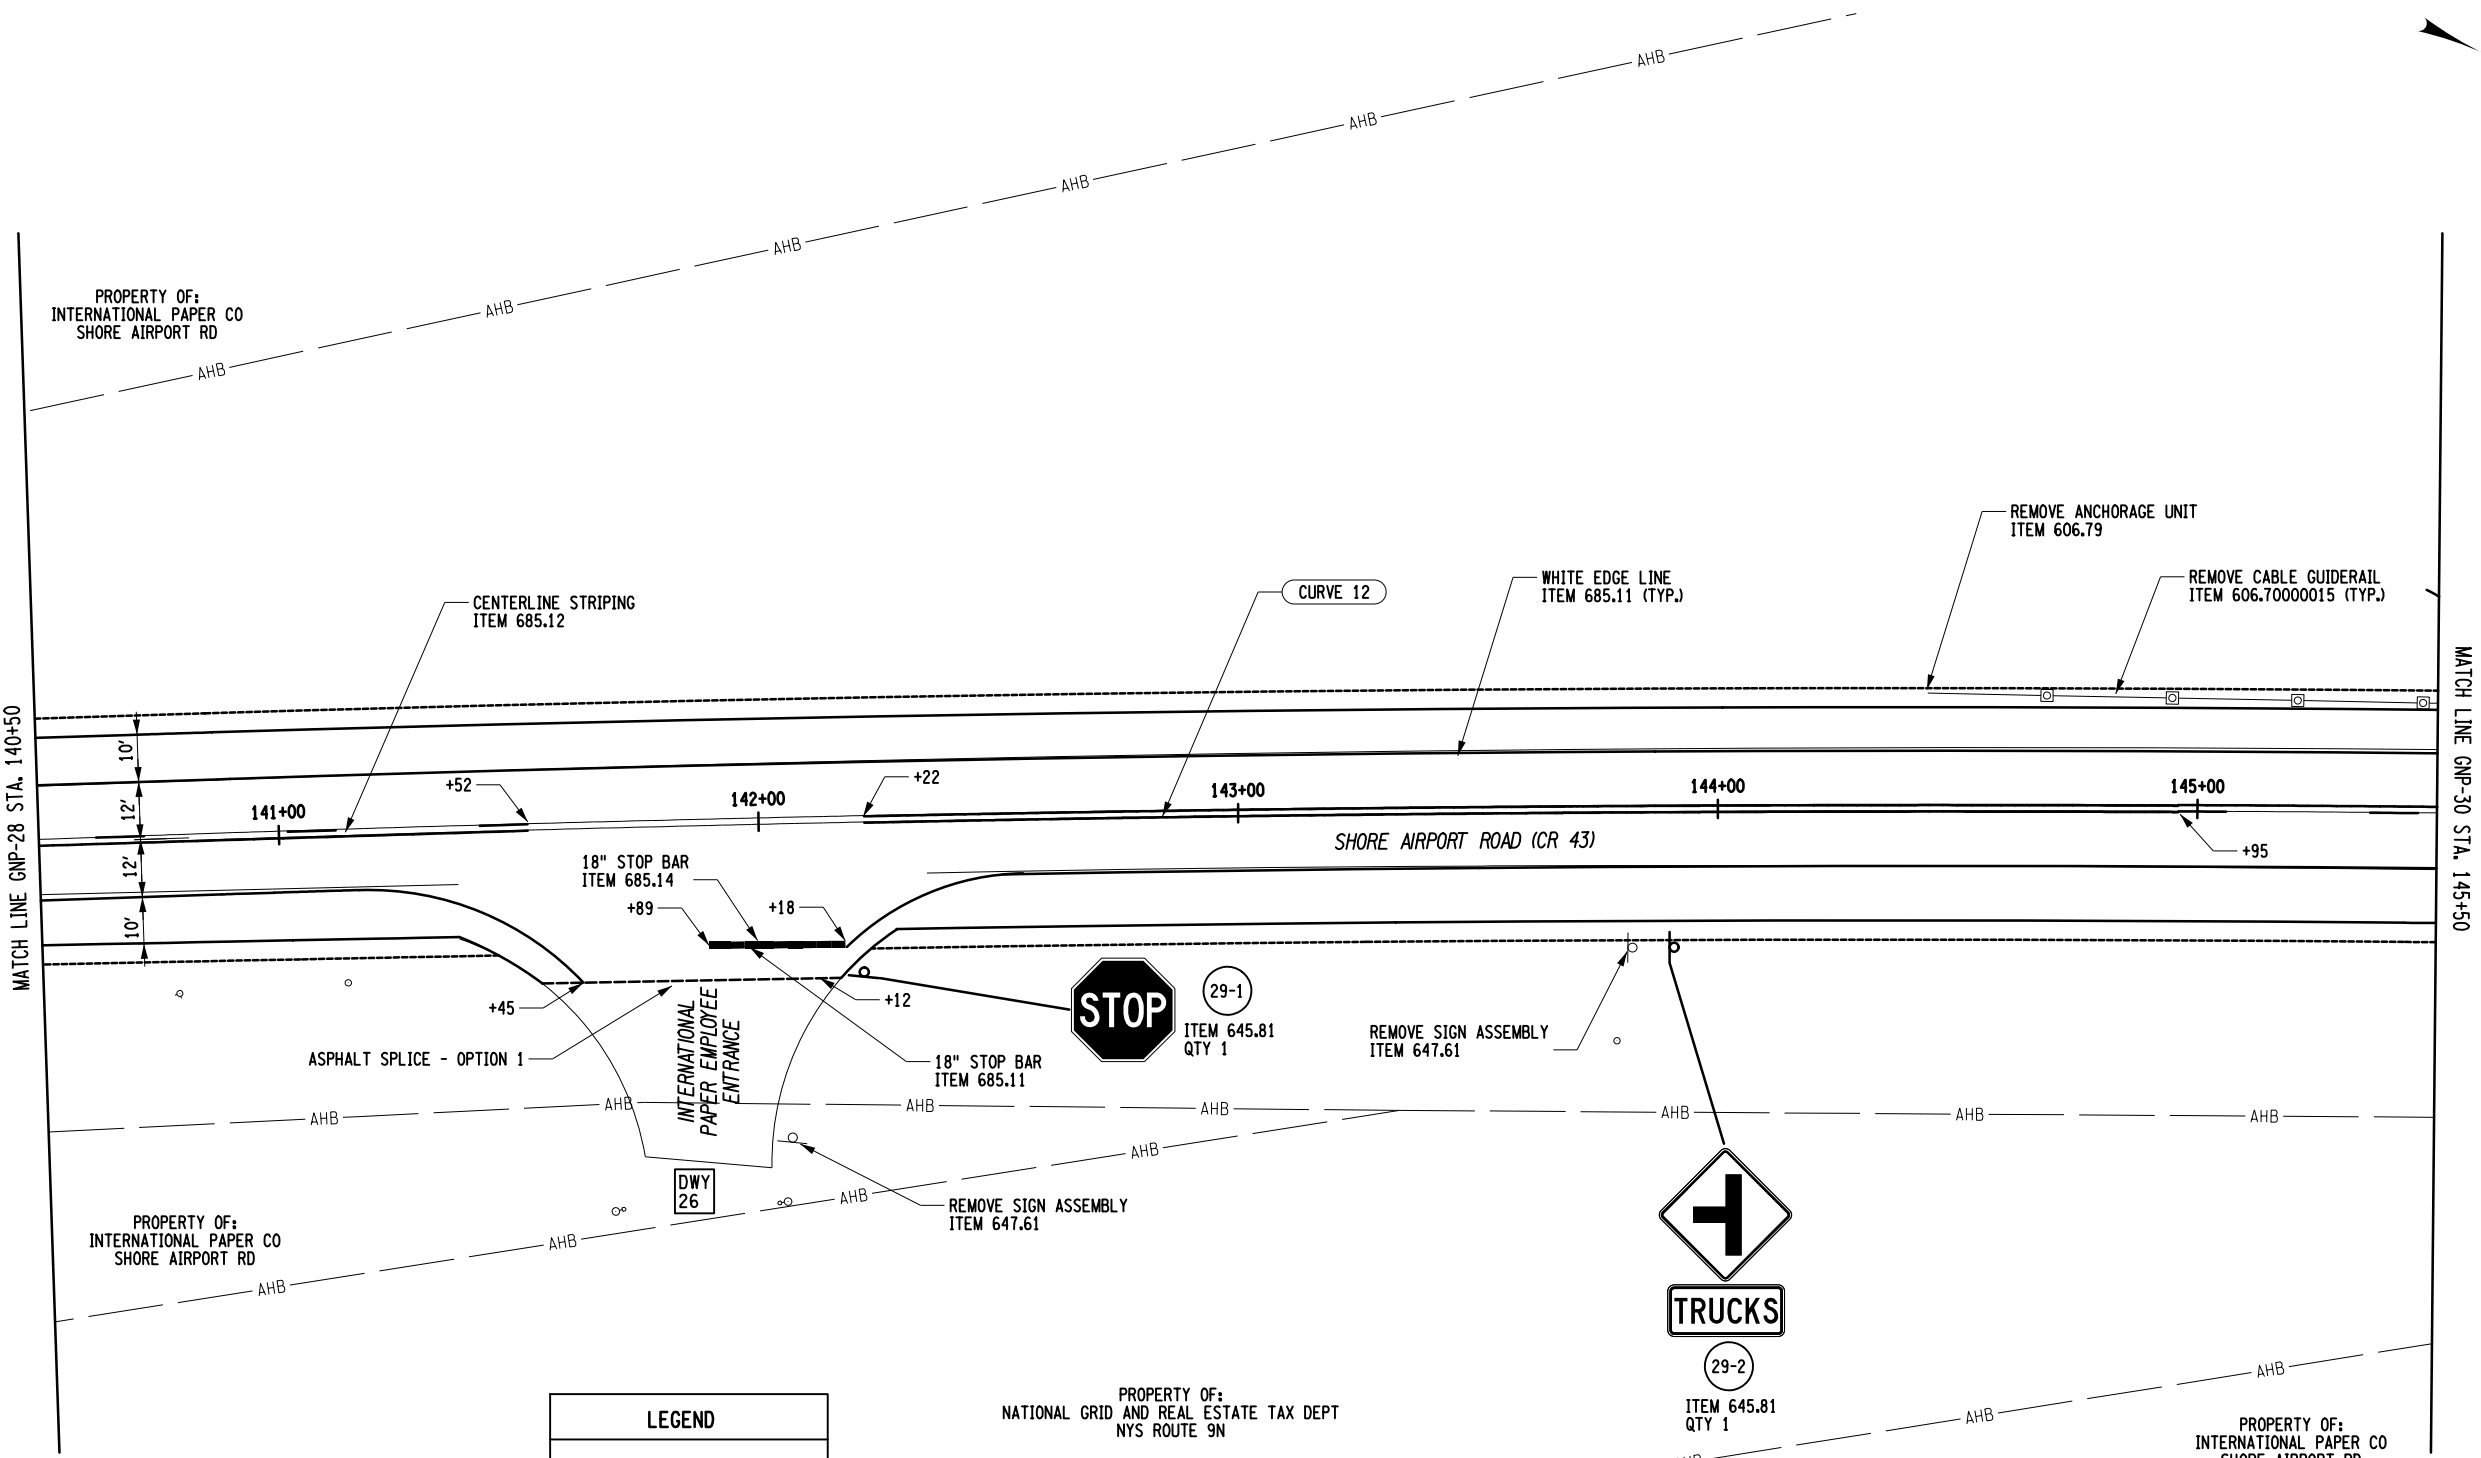 AHB
AHB
AHB
AHB
AHB
AHB
PROPERTY OF:
INTERNATIONAL PAPER CO
SHORE AIRPORT RD
REMOVE ANCHORAGE UNIT
ITEM 606.79
WHITE EDGE LINE
ITEM 685.11 (TYP.)
REMOVE CABLE GUIDERAIL
ITEM 606.70000015 (TYP.)
CURVE 12
CENTERLINE STRIPING
ITEM 685.12
MATCH LINE GNP-28 STA. 140+50
MATCH LINE GNP-30 STA. 145+50
10'
12'
12'
10'
+52
+22
141+00
142+00
143+00
144+00
145+00
SHORE AIRPORT ROAD (CR 43)
+95
18" STOP BAR
ITEM 685.14
+89
+18
+45
+12
STOP
29-1
ITEM 645.81
QTY 1
REMOVE SIGN ASSEMBLY
ITEM 647.61
ASPHALT SPLICE - OPTION 1
INTERNATIONAL
PAPER EMPLOYEE
ENTRANCE
18" STOP BAR
ITEM 685.11
AHB
AHB
AHB
AHB
AHB
AHB
AHB
AHB
AHB
AHB
AHB
DWY
26
REMOVE SIGN ASSEMBLY
ITEM 647.61
PROPERTY OF:
INTERNATIONAL PAPER CO
SHORE AIRPORT RD
TRUCKS
29-2
ITEM 645.81
QTY 1
LEGEND
PROPERTY OF:
NATIONAL GRID AND REAL ESTATE TAX DEPT
NYS ROUTE 9N
AHB
AHB
AHB
PROPERTY OF:
INTERNATIONAL PAPER CO
SHORE AIRPORT RD